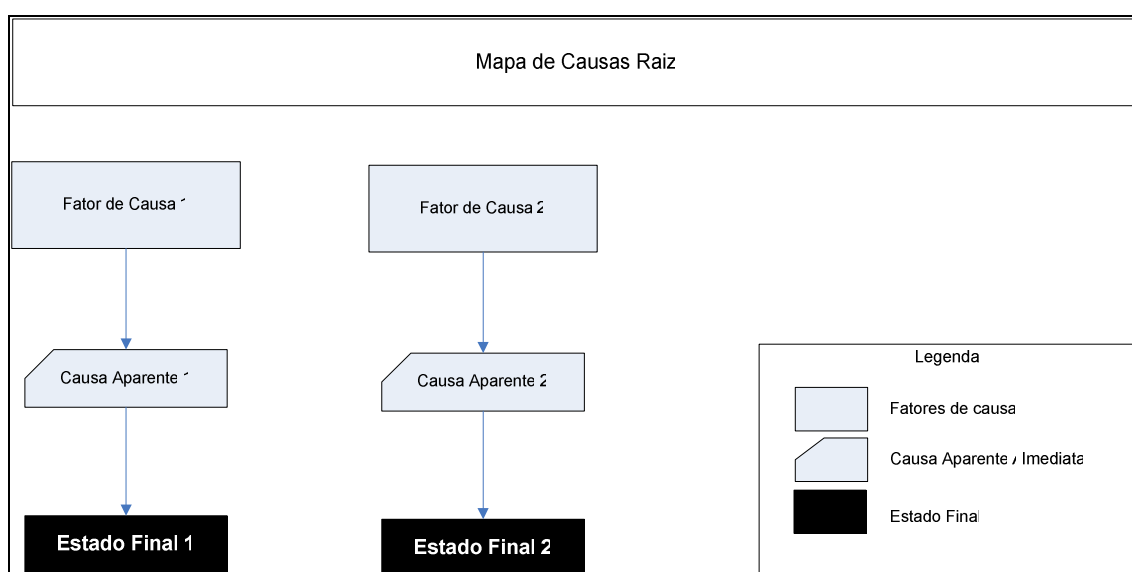 Mapa de Causas Raiz
Fator de Causa 1
Fator de Causa 2
Causa Aparente 1
Causa Aparente 2
Estado Final 1
Estado Final 2
Legenda
Fatores de causa
Causa Aparente / Imediata
Estado Final